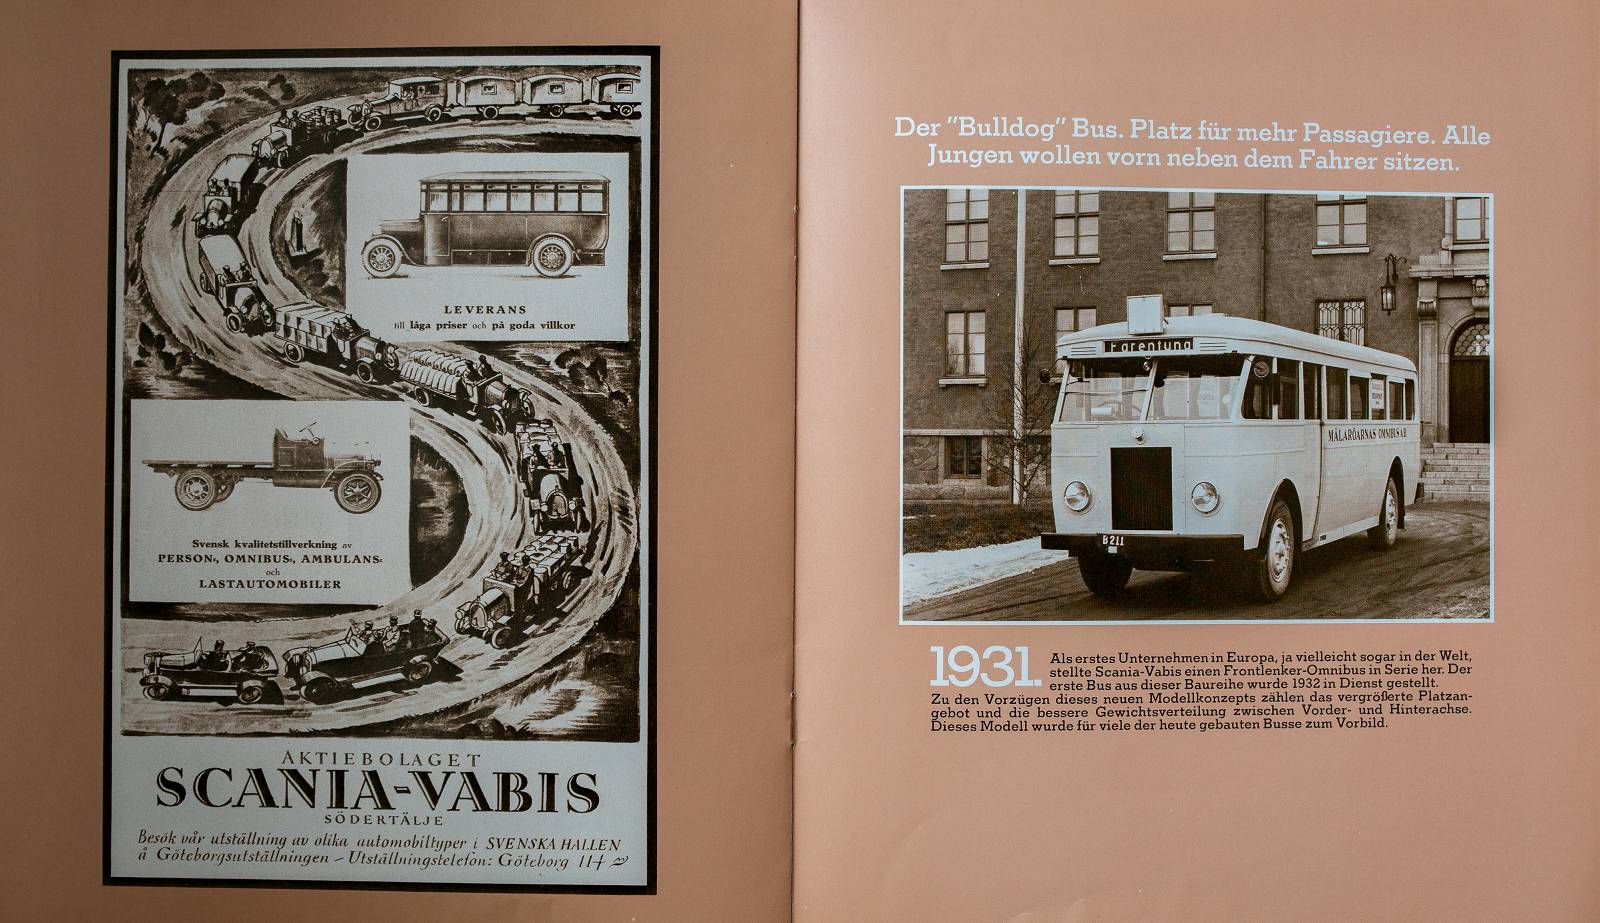 LEVERANS
till låga priser och på goda villkor
Svensk kvalitetstillverkning av
PERSON-, OMNIBUS-, AMBULANS-
och
LASTAUTOMOBILER
AKTIEBOLAGET
SCANIA-VABIS
SÖDERTÄLJE
Besök vår utställning av olika automobiltyper i SVENSKA HALLEN
å Göteborgsutställningen – Utställningstelefon: Göteborg 114
Der "Bulldog" Bus. Platz für mehr Passagiere. Alle
Jungen wollen vorn neben dem Fahrer sitzen.
Färentuna
MÄLARÖARNAS OMNIBUS A.B.
B 211
1931. Als erstes Unternehmen in Europa, ja vielleicht sogar in der Welt,
stellte Scania-Vabis einen Frontlenker-Omnibus in Serie her. Der
erste Bus aus dieser Baureihe wurde 1932 in Dienst gestellt.
Zu den Vorzügen dieses neuen Modellkonzepts zählen das vergrößerte Platzan-
gebot und die bessere Gewichtsverteilung zwischen Vorder- und Hinterachse.
Dieses Modell wurde für viele der heute gebauten Busse zum Vorbild.